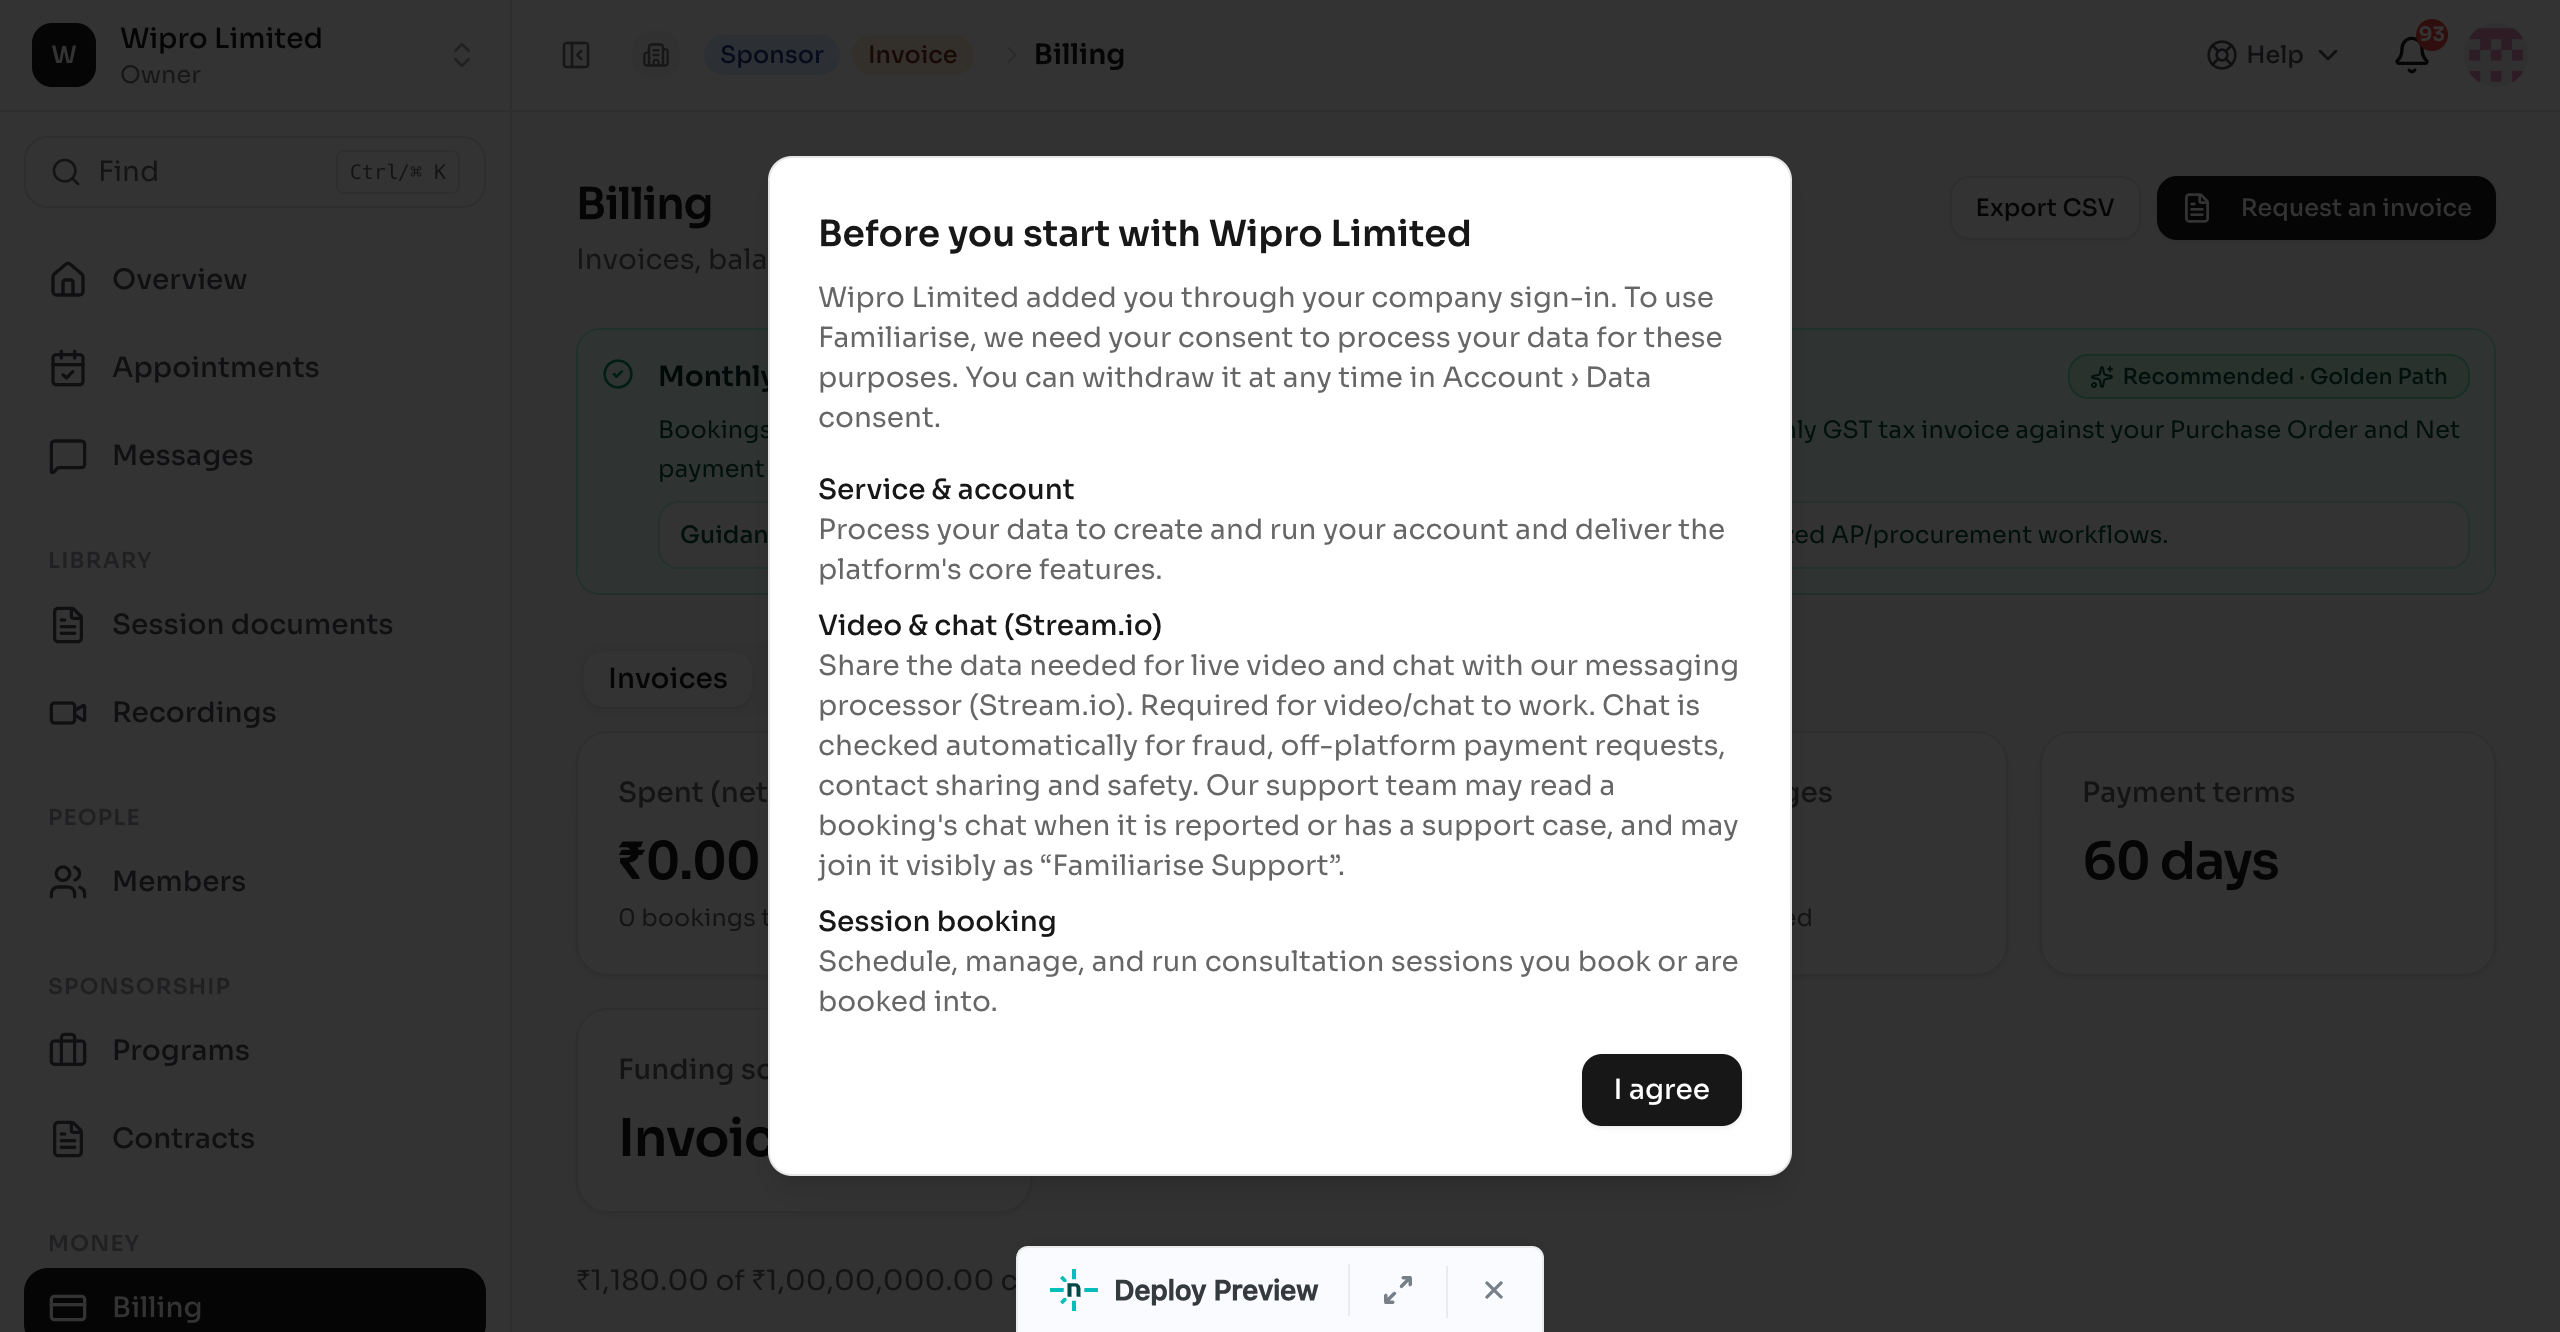 W
Wipro Limited
Owner
Sponsor
Invoice
Billing
Help
93
Find
Ctrl/⌘ K
Overview
Appointments
Messages
LIBRARY
Session documents
Recordings
PEOPLE
Members
SPONSORSHIP
Programs
Contracts
MONEY
Billing
Billing
Invoices,
Export CSV
Request an invoice
Monthly
Recommended · Golden Path
Bookings
GST tax invoice against your Purchase Order and Net
payment
AP/procurement workflows.
Invoices
Spent (net
₹0.00
0 bookings
Payment terms
60 days
Funding
₹1,180.00 of ₹1,00,00,000.00
Before you start with Wipro Limited
Wipro Limited added you through your company sign-in. To use
Familiarise, we need your consent to process your data for these
purposes. You can withdraw it at any time in Account › Data
consent.
Service & account
Process your data to create and run your account and deliver the
platform's core features.
Video & chat (Stream.io)
Share the data needed for live video and chat with our messaging
processor (Stream.io). Required for video/chat to work. Chat is
checked automatically for fraud, off-platform payment requests,
contact sharing and safety. Our support team may read a
booking's chat when it is reported or has a support case, and may
join it visibly as “Familiarise Support”.
Session booking
Schedule, manage, and run consultation sessions you book or are
booked into.
I agree
Deploy Preview